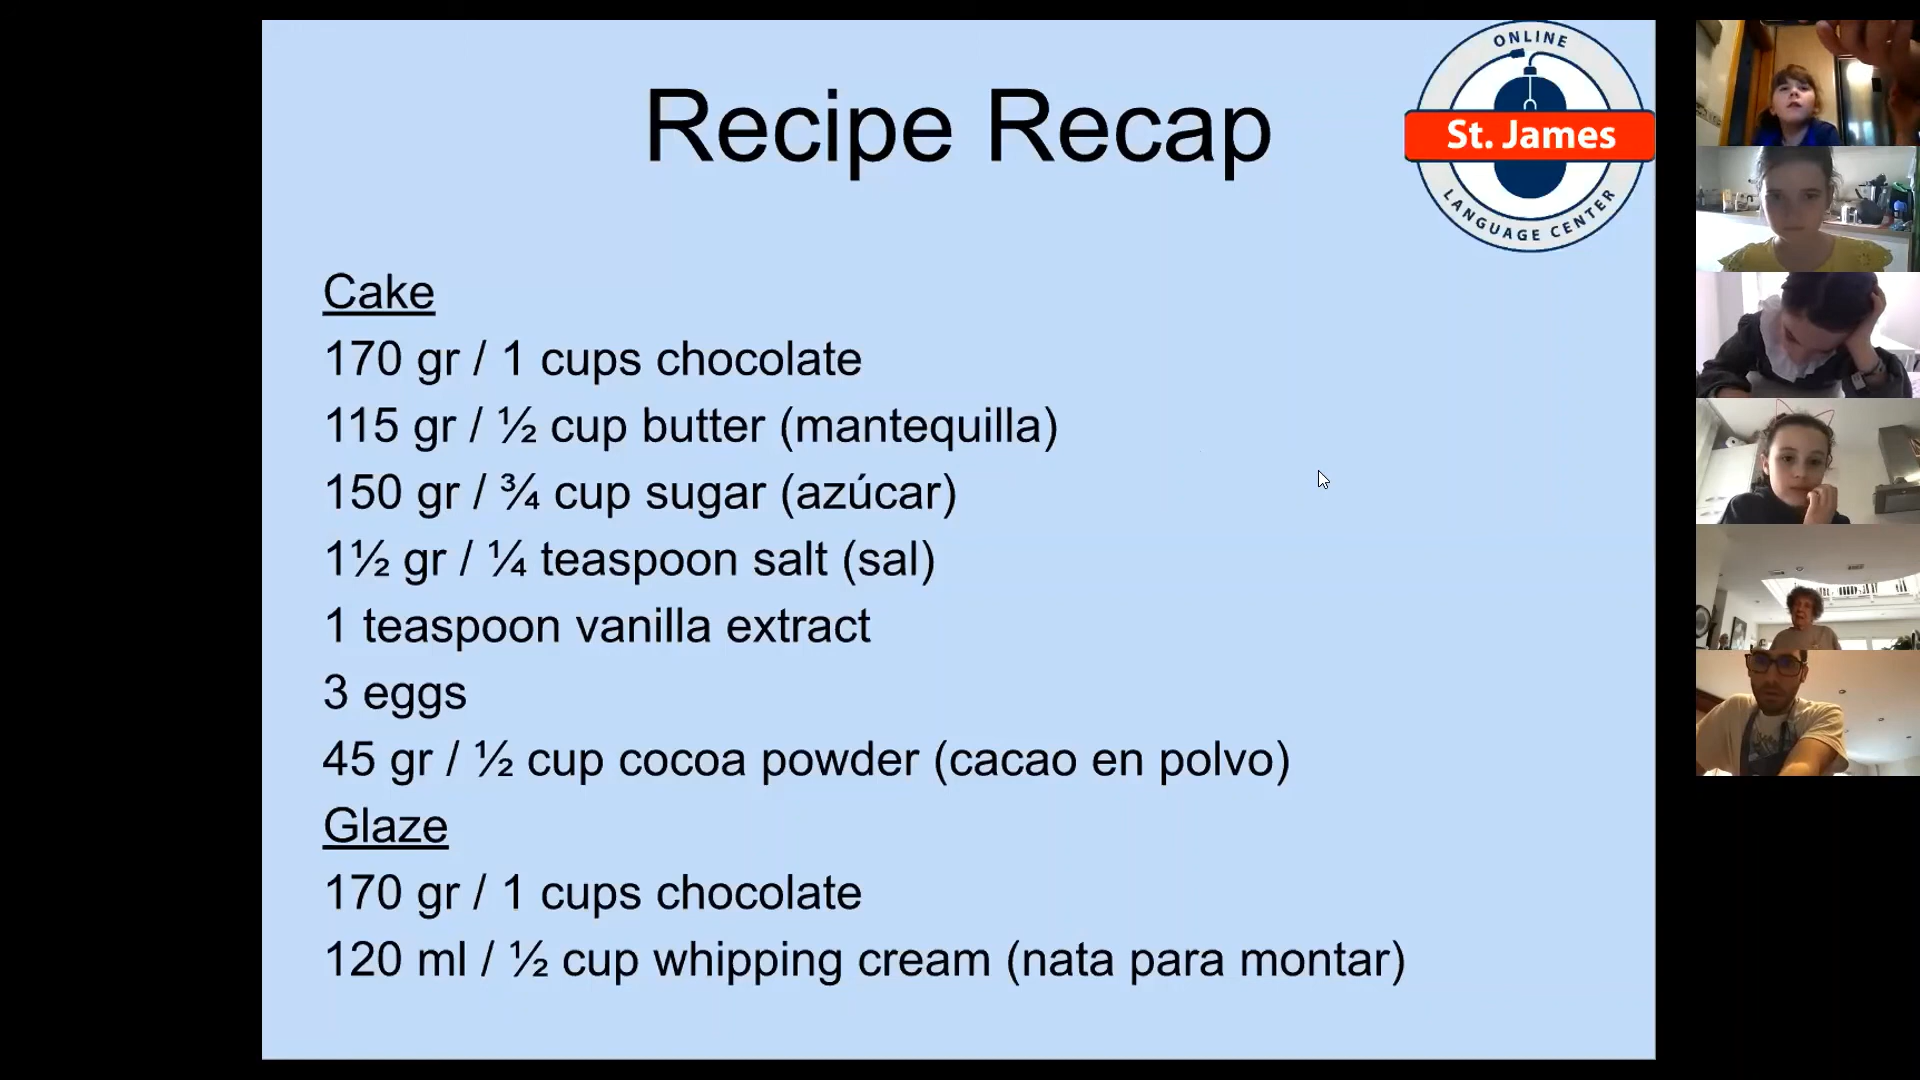 Recipe Recap
ONLINE
St. James
LANGUAGE CENTER
Cake
170 gr / 1 cups chocolate
115 gr / ½ cup butter (mantequilla)
150 gr / ¾ cup sugar (azúcar)
1½ gr / ¼ teaspoon salt (sal)
1 teaspoon vanilla extract
3 eggs
45 gr / ½ cup cocoa powder (cacao en polvo)
Glaze
170 gr / 1 cups chocolate
120 ml / ½ cup whipping cream (nata para montar)